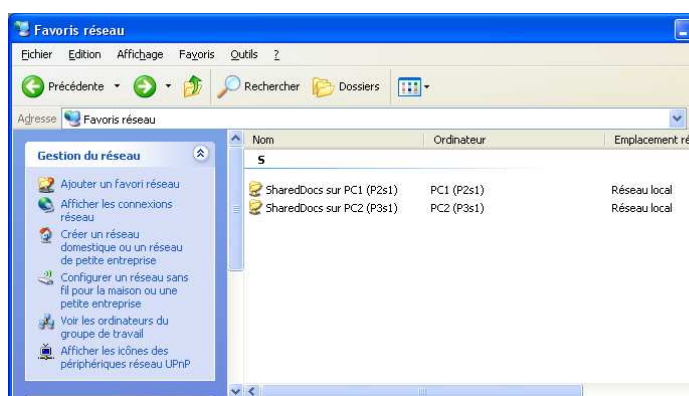 Favoris réseau
Fichier Edition Affichage Favoris Outils ?
Précédente Rechercher Dossiers
Adresse Favoris réseau
Gestion du réseau
Ajouter un favori réseau
Afficher les connexions
réseau
Créer un réseau
domestique ou un réseau
de petite entreprise
Configurer un réseau sans
fil pour la maison ou une
petite entreprise
Voir les ordinateurs du
groupe de travail
Afficher les icônes des
périphériques réseau UPnP
Nom Ordinateur Emplacement ré
S
SharedDocs sur PC1 (P2s1) PC1 (P2s1) Réseau local
SharedDocs sur PC2 (P3s1) PC2 (P3s1) Réseau local